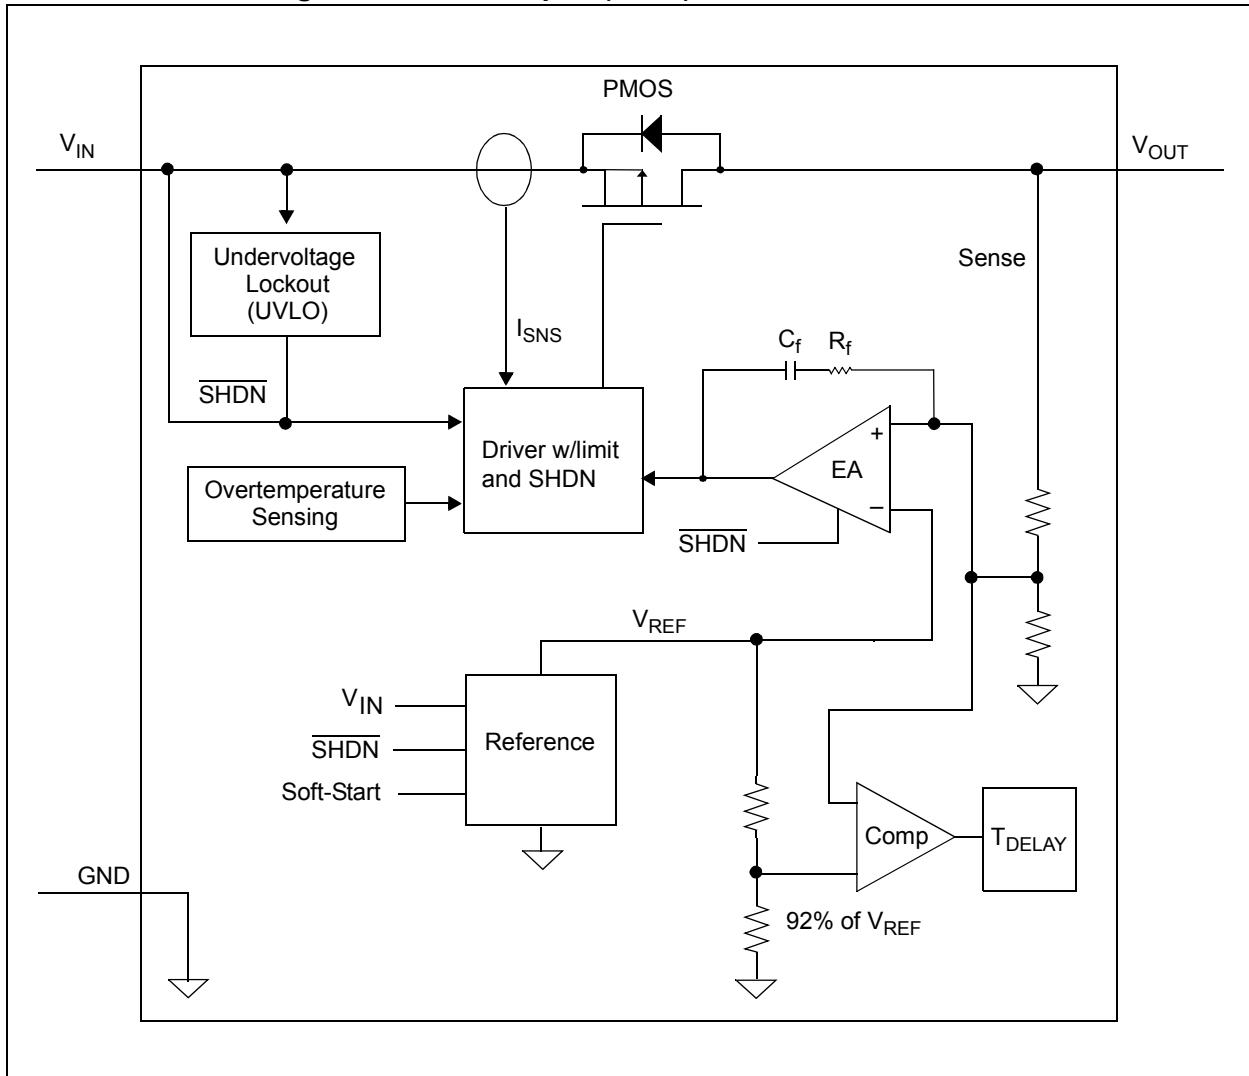 PMOS
V_IN
V_OUT
Undervoltage
Lockout
(UVLO)
Sense
I_SNS
C_f
R_f
SHDN
Driver w/limit
and SHDN
+
EA
−
Overtemperature
Sensing
SHDN
V_REF
V_IN
SHDN
Soft-Start
Reference
Comp
T_DELAY
GND
92% of V_REF